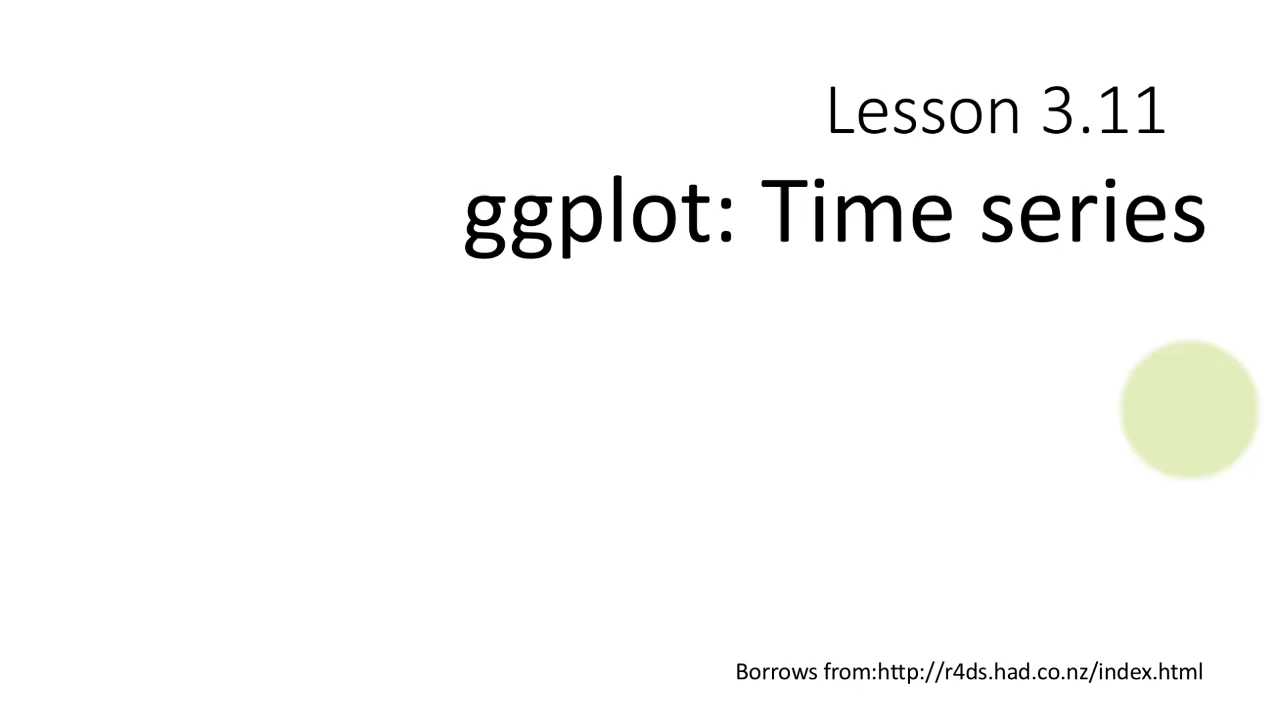 Lesson 3.11
ggplot: Time series
Borrows from:http://r4ds.had.co.nz/index.html